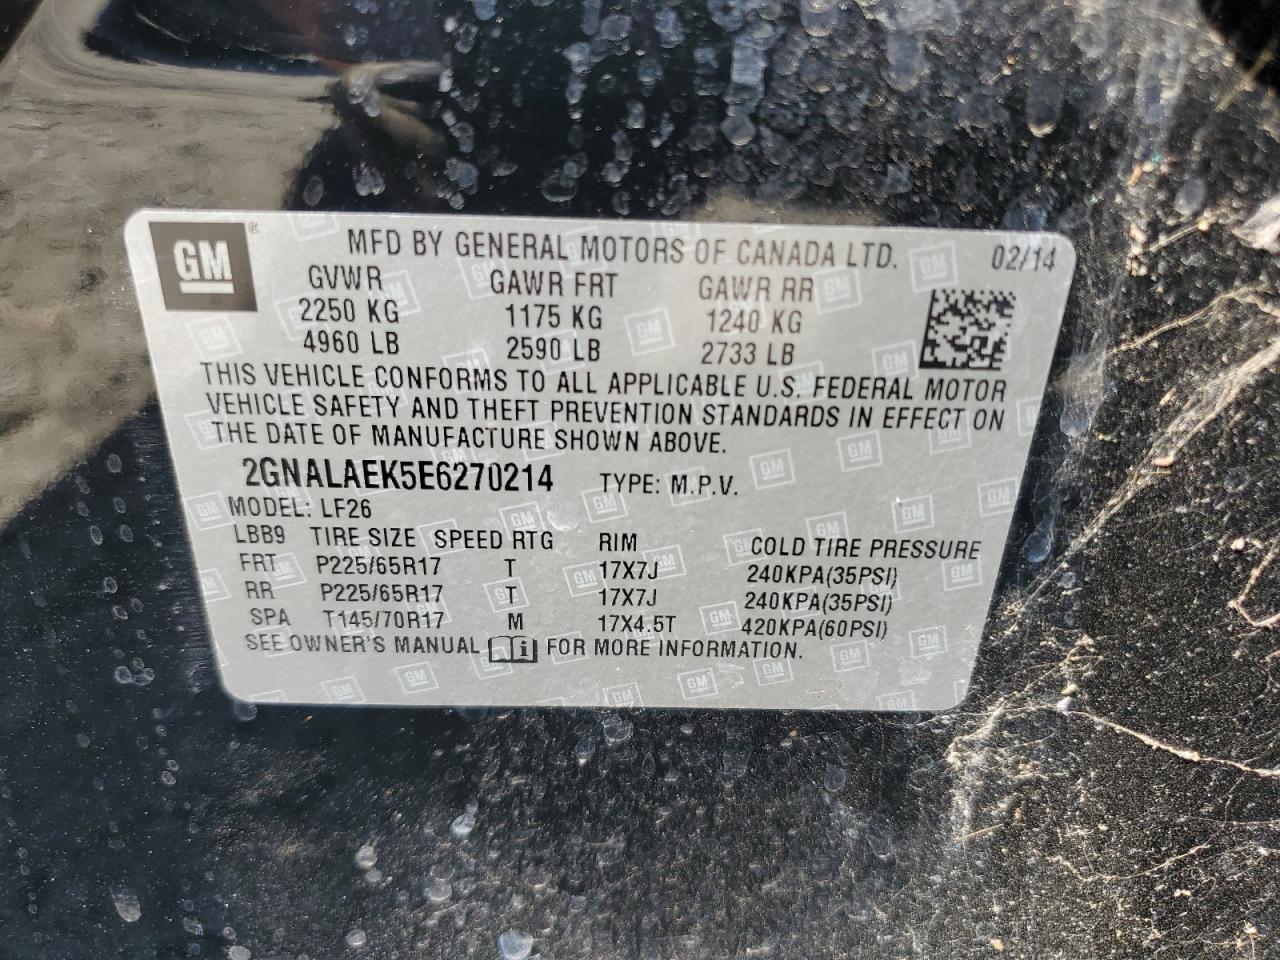 GM ® MFD BY GENERAL MOTORS OF CANADA LTD. 02/14
GVWR GAWR FRT GAWR RR
2250 KG 1175 KG 1240 KG
4960 LB 2590 LB 2733 LB
THIS VEHICLE CONFORMS TO ALL APPLICABLE U.S. FEDERAL MOTOR
VEHICLE SAFETY AND THEFT PREVENTION STANDARDS IN EFFECT ON
THE DATE OF MANUFACTURE SHOWN ABOVE.
2GNALAEK5E6270214 TYPE: M.P.V.
MODEL: LF26
LBB9 TIRE SIZE SPEED RTG RIM COLD TIRE PRESSURE
FRT P225/65R17 T 17X7J 240KPA(35PSI)
RR P225/65R17 T 17X7J 240KPA(35PSI)
SPA T145/70R17 M 17X4.5T 420KPA(60PSI)
SEE OWNER'S MANUAL i FOR MORE INFORMATION.